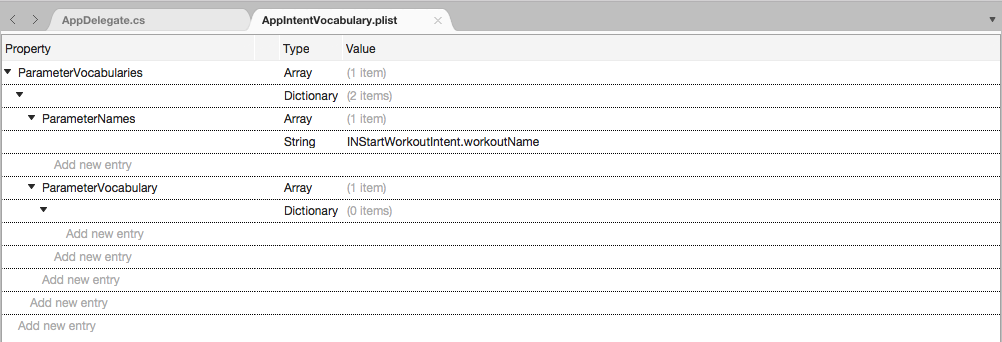 AppDelegate.cs AppIntentVocabulary.plist
Property Type Value
ParameterVocabularies Array (1 item)
Dictionary (2 items)
ParameterNames Array (1 item)
String INStartWorkoutIntent.workoutName
Add new entry
ParameterVocabulary Array (1 item)
Dictionary (0 items)
Add new entry
Add new entry
Add new entry
Add new entry
Add new entry